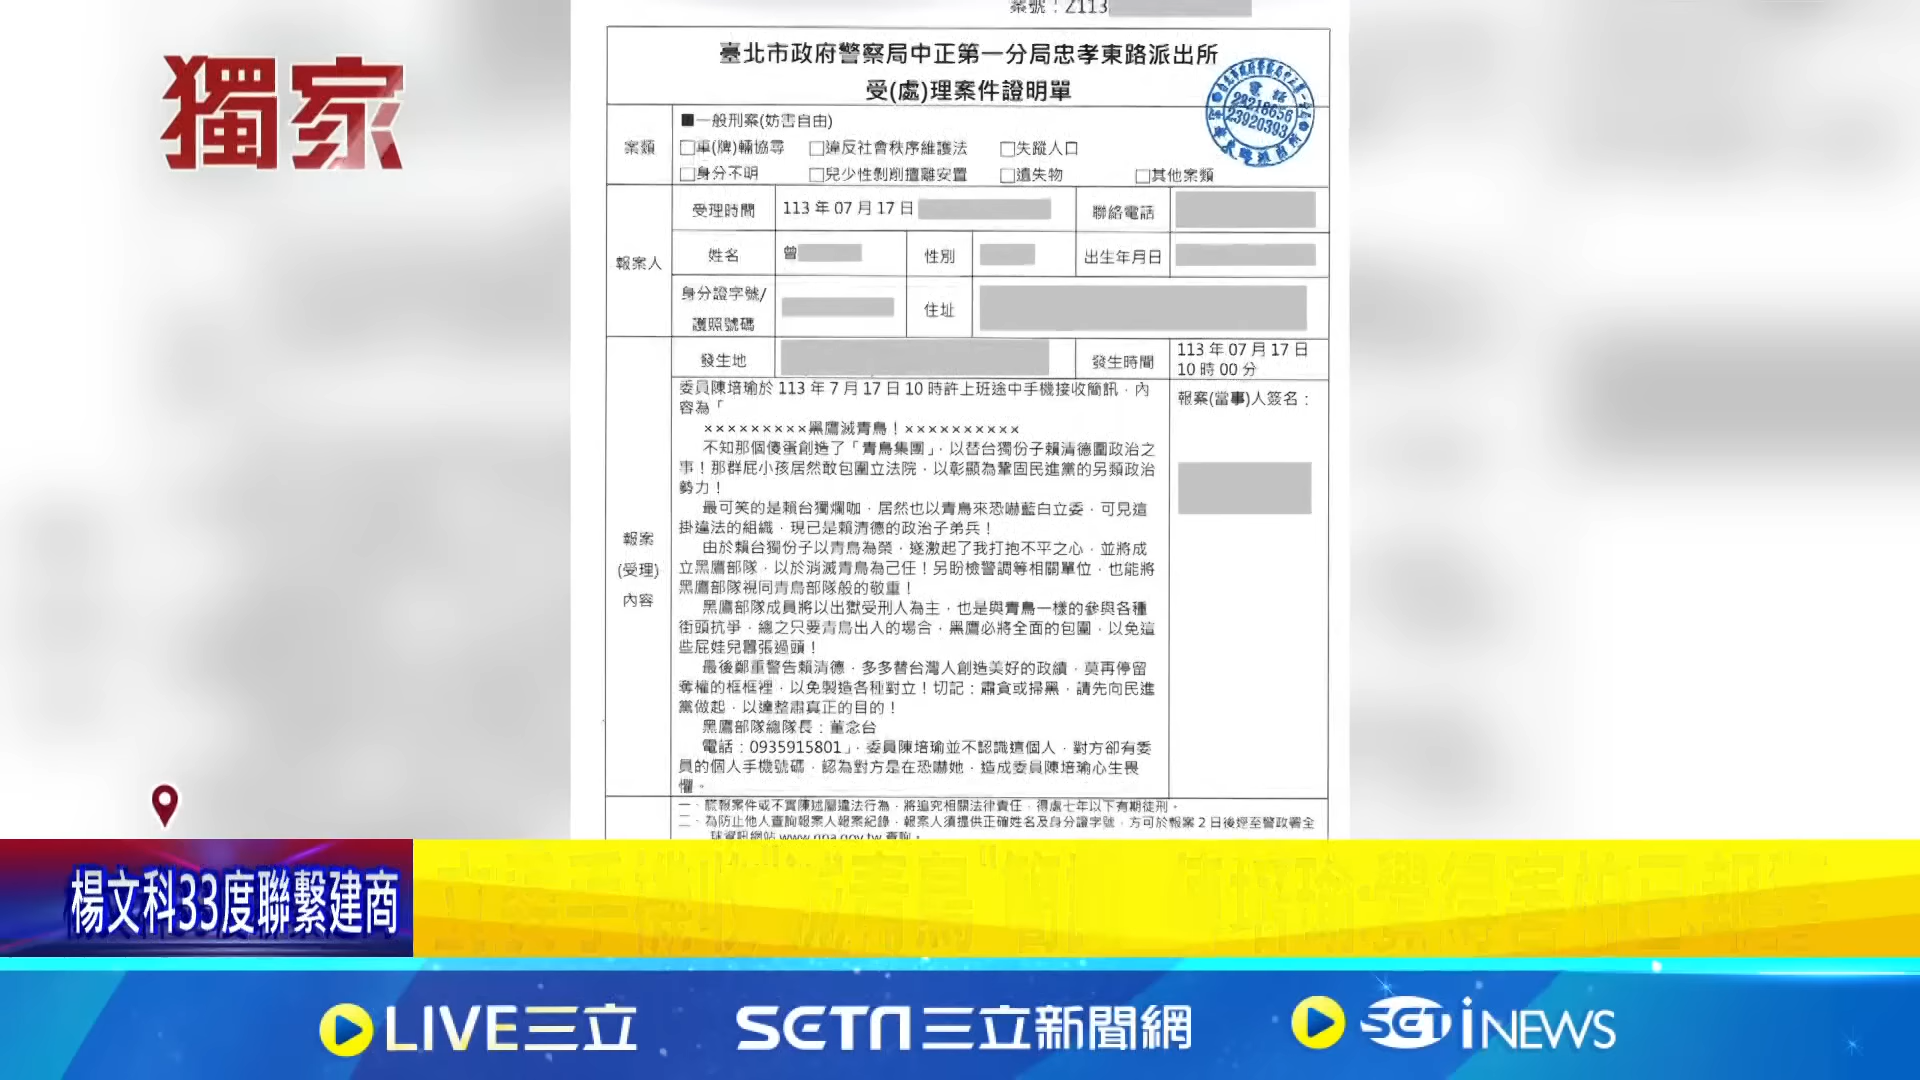 獨家
案號：Z113
臺北市政府警察局中正第一分局忠孝東路派出所
受(處)理案件證明單
電話
29218656
23920393
案類
■一般刑案(妨害自由)
□車(牌)輛協尋 □違反社會秩序維護法 □失蹤人口
□身分不明 □兒少性剝削擅離安置 □遺失物 □其他案類
報案人
受理時間 113 年 07 月 17 日 聯絡電話
姓名 曾 性別 出生年月日
身分證字號/
護照號碼
住址
發生地 發生時間 113 年 07 月 17 日
10 時 00 分
報案
(受理)
內容
委員陳培瑜於 113 年 7 月 17 日 10 時許上班途中手機接收簡訊，內
容為「
×××××××××黑鷹滅青鳥！××××××××××
不知那個傻蛋創造了「青鳥集團」，以替台獨份子賴清德圍政治之
事！那群屁小孩居然敢包圍立法院，以彰顯為鞏固民進黨的另類政治
勢力！
最可笑的是賴台獨爛咖，居然也以青鳥來恐嚇藍白立委，可見這
掛違法的組織，現已是賴清德的政治子弟兵！
由於賴台獨份子以青鳥為榮，遂激起了我打抱不平之心，並將成
立黑鷹部隊，以於消滅青鳥為己任！另盼檢警調等相關單位，也能將
黑鷹部隊視同青鳥部隊般的敬重！
黑鷹部隊成員將以出獄受刑人為主，也是與青鳥一樣的參與各種
街頭抗爭，總之只要青鳥出入的場合，黑鷹必將全面的包圍，以免這
些屁娃兒囂張過頭！
最後鄭重警告賴清德，多多替台灣人創造美好的政績，莫再停留
奪權的框框裡，以免製造各種對立！切記：肅貪或掃黑，請先向民進
黨做起，以達整肅真正的目的！
黑鷹部隊總隊長：董念台
電話：0935915801」，委員陳培瑜並不認識這個人，對方卻有委
員的個人手機號碼，認為對方是在恐嚇她，造成委員陳培瑜心生畏
懼。
報案(當事)人簽名：
一、謊報案件或不實陳述屬違法行為，將追究相關法律責任，得處七年以下有期徒刑。
二、為防止他人查詢報案人報案紀錄，報案人須提供正確姓名及身分證字號，方可於報案 2 日後經至警政署全
球資訊網站 www.npa.gov.tw 查詢。
楊文科33度聯繫建商
LIVE三立
SETN三立新聞網
SET iNEWS